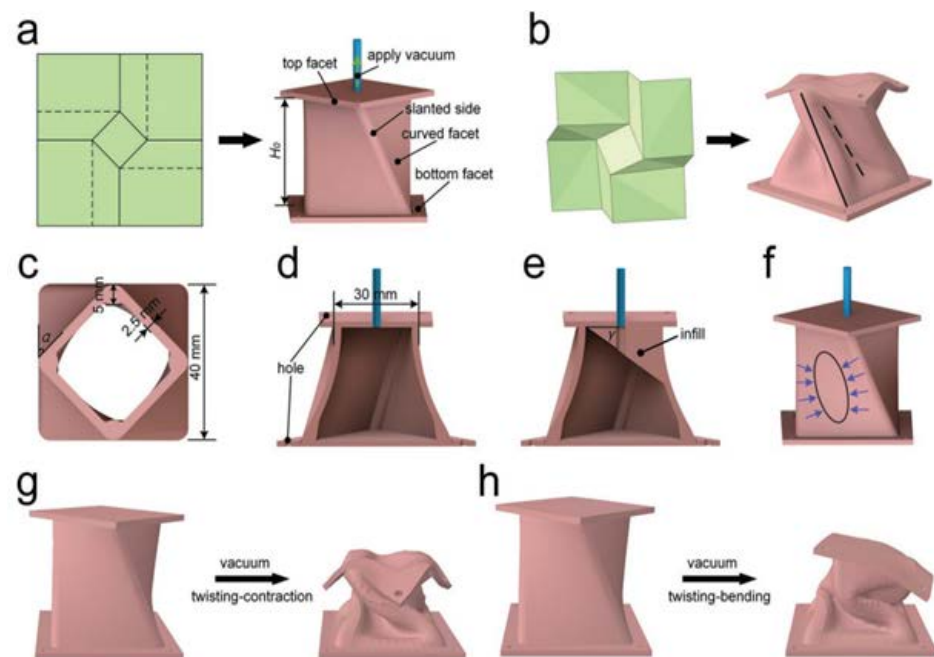 a
apply vacuum
top facet
slanted side
curved facet
H₀
bottom facet
b
c
5 mm
2.5 mm
α
40 mm
d
30 mm
hole
e
γ
infill
f
g
vacuum
twisting-contraction
h
vacuum
twisting-bending